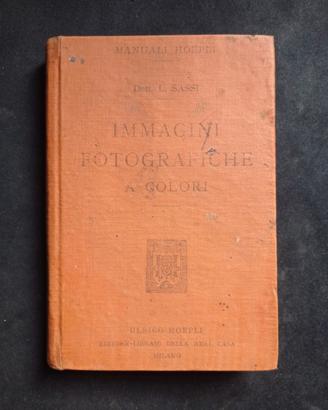 MANUALI HOEPLI
Dott. L. SASSI
IMMAGINI
FOTOGRAFICHE
A COLORI
ULRICO HOEPLI
EDITORE-LIBRAIO DELLA REAL CASA
MILANO